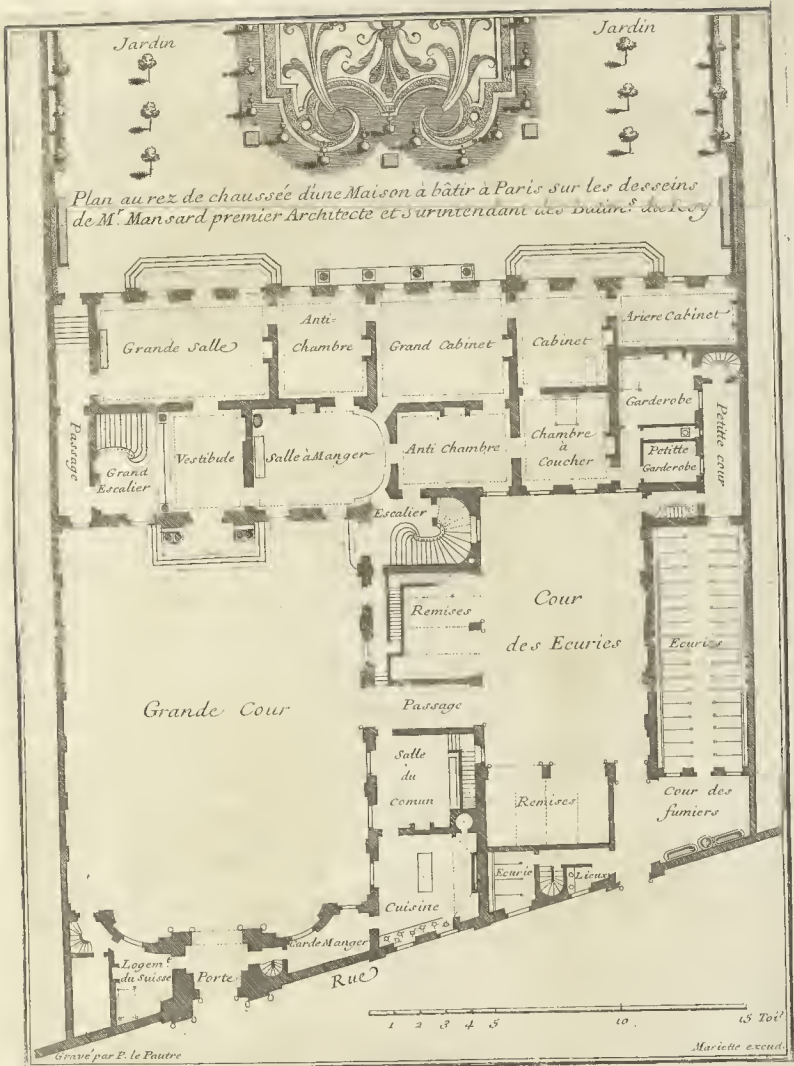 Jardin
Jardin
Plan au rez de chaussée d'une Maison à bâtir à Paris sur les desseins
de Mr. Mansard premier Architecte et Surintendant des Batimts. du Roy
Grande Salle
Anti-
Chambre
Grand Cabinet
Cabinet
Ariere Cabinet
Passage
Grand
Escalier
Vestibule
Salle à Manger
Anti Chambre
Chambre
à
Coucher
Garderobe
Petitte
Garderobe
Petitte cour
Escalier
Remises
Cour
des Ecuries
Ecuries
Grande Cour
Passage
Salle
du
Comun
Remises
Cour des
fumiers
Cuisine
Ecurie
Lieux
Garde Manger
Logemt.
du Suisse
Porte
Rue
1 2 3 4 5 10 15 Toi.
Gravé par P. le Pautre
Mariette excud.